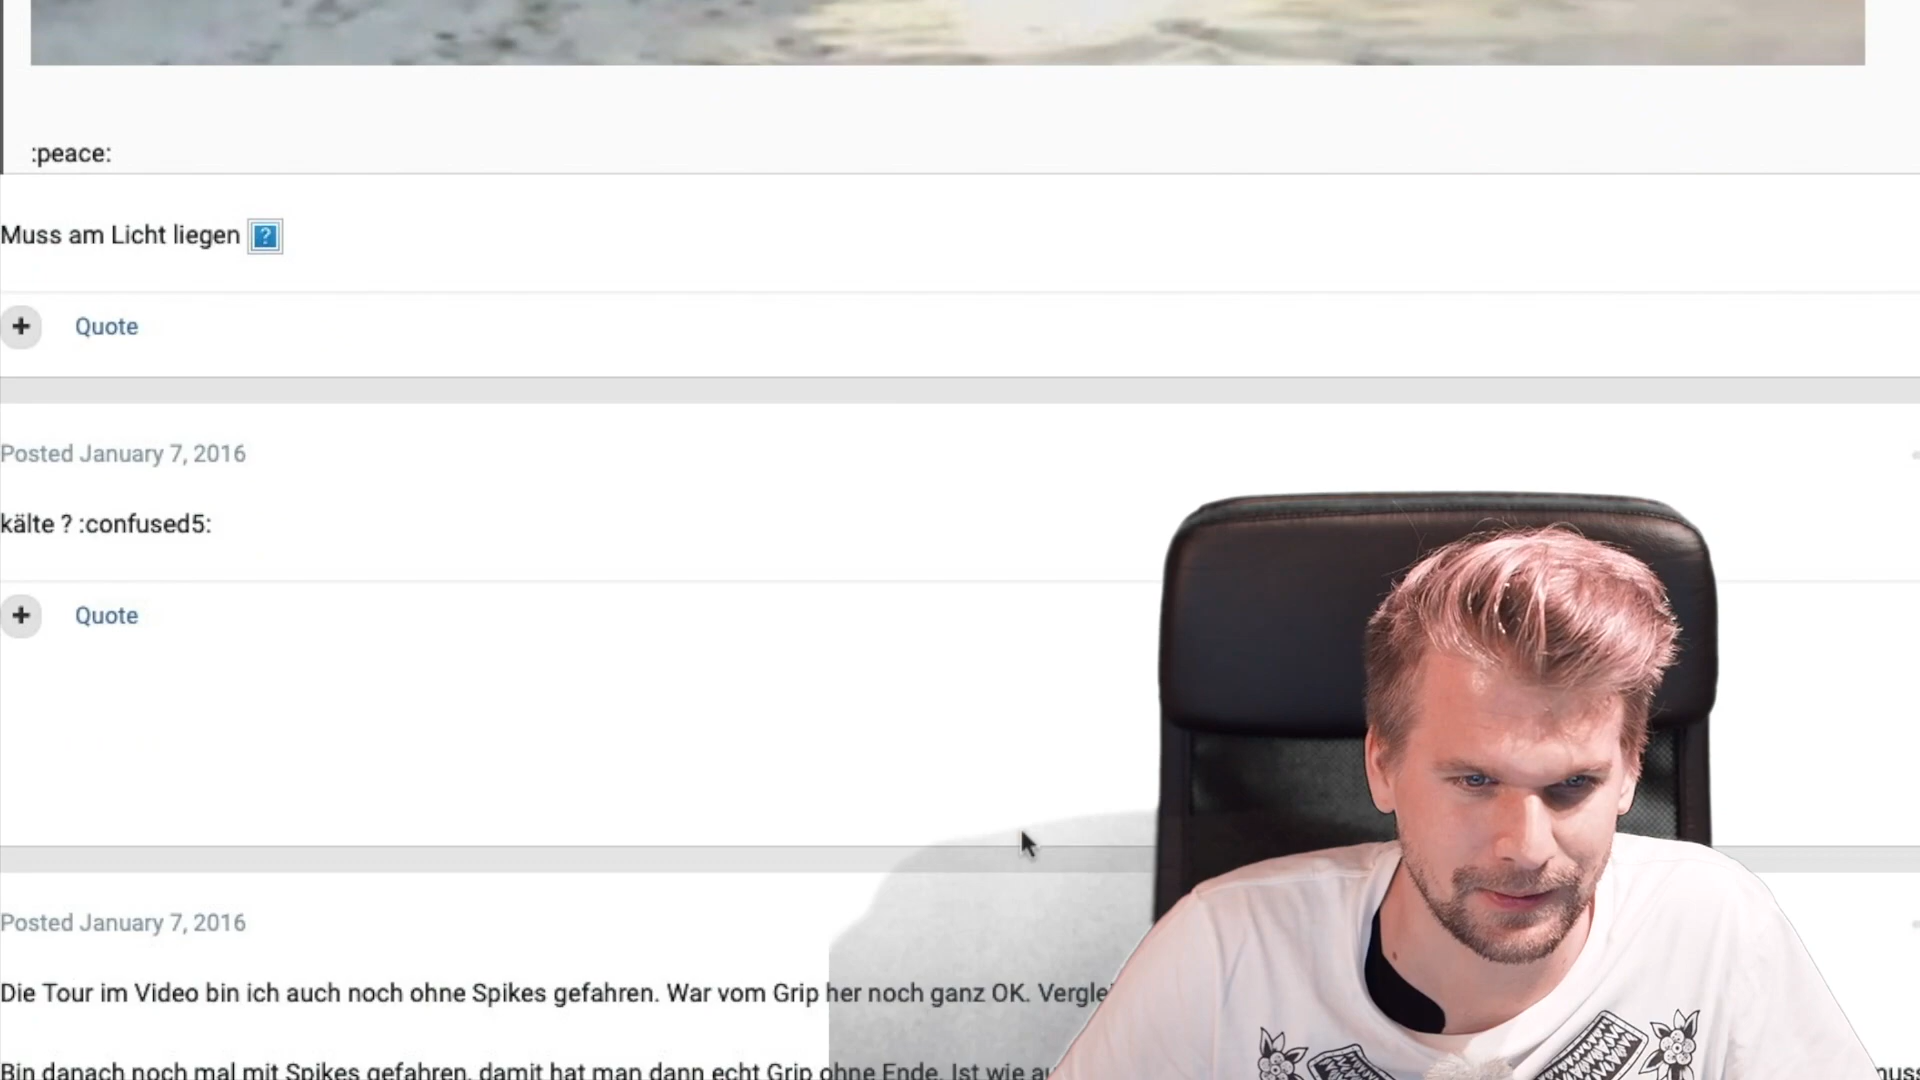 :peace:
Muss am Licht liegen
+ Quote
Posted January 7, 2016
kälte ? :confused5:
+ Quote
Posted January 7, 2016
Die Tour im Video bin ich auch noch ohne Spikes gefahren. War vom Grip her noch ganz OK.
Bin danach noch mal mit Spikes gefahren, damit hat man dann echt Grip ohne Ende. Ist wie